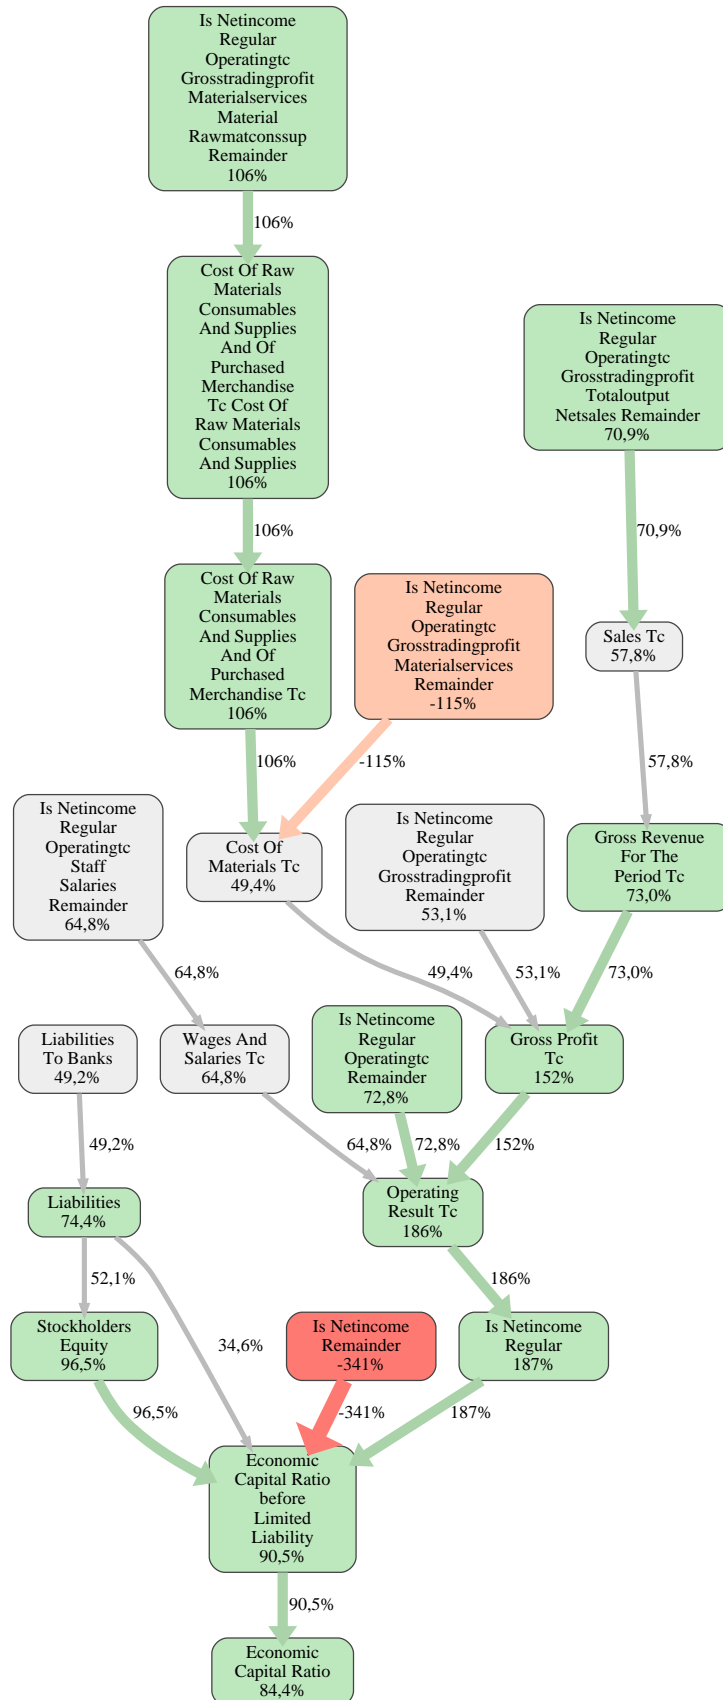 Is Netincome
Regular
Operatingtc
Grosstradingprofit
Materialservices
Material
Rawmatconssup
Remainder
106%
106%
Cost Of Raw
Materials
Consumables
And Supplies
And Of
Purchased
Merchandise
Tc Cost Of
Raw Materials
Consumables
And Supplies
106%
Is Netincome
Regular
Operatingtc
Grosstradingprofit
Totaloutput
Netsales Remainder
70,9%
106%
70,9%
Cost Of Raw
Materials
Consumables
And Supplies
And Of
Purchased
Merchandise Tc
106%
Is Netincome
Regular
Operatingtc
Grosstradingprofit
Materialservices
Remainder
-115%
Sales Tc
57,8%
106%
-115%
57,8%
Is Netincome
Regular
Operatingtc
Staff
Salaries
Remainder
64,8%
Cost Of
Materials Tc
49,4%
Is Netincome
Regular
Operatingtc
Grosstradingprofit
Remainder
53,1%
Gross Revenue
For The
Period Tc
73,0%
64,8%
49,4%
53,1%
73,0%
Liabilities
To Banks
49,2%
Wages And
Salaries Tc
64,8%
Is Netincome
Regular
Operatingtc
Remainder
72,8%
Gross Profit
Tc
152%
49,2%
64,8%
72,8%
152%
Liabilities
74,4%
Operating
Result Tc
186%
52,1%
34,6%
186%
Stockholders
Equity
96,5%
Is Netincome
Remainder
-341%
Is Netincome
Regular
187%
96,5%
-341%
187%
Economic
Capital Ratio
before
Limited
Liability
90,5%
90,5%
Economic
Capital Ratio
84,4%